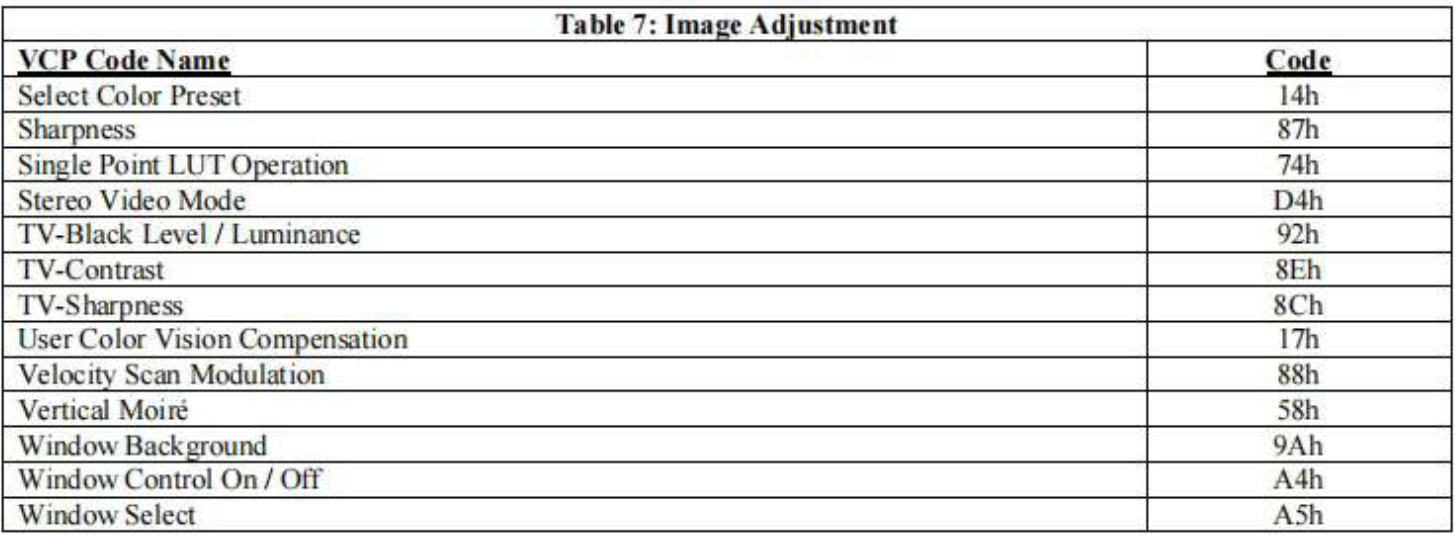 Table 7: Image Adjustment
VCP Code Name Code
Select Color Preset 14h
Sharpness 87h
Single Point LUT Operation 74h
Stereo Video Mode D4h
TV-Black Level / Luminance 92h
TV-Contrast 8Eh
TV-Sharpness 8Ch
User Color Vision Compensation 17h
Velocity Scan Modulation 88h
Vertical Moiré 58h
Window Background 9Ah
Window Control On / Off A4h
Window Select A5h